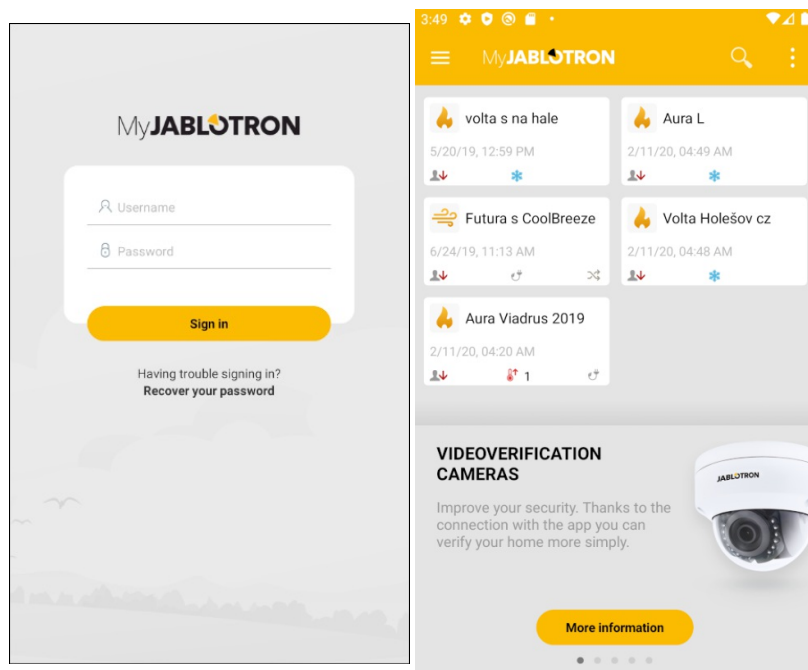 MyJABLOTRON
Username
Password
Sign in
Having trouble signing in?
Recover your password
3:49
MyJABLOTRON
volta s na hale
5/20/19, 12:59 PM
Aura L
2/11/20, 04:49 AM
Futura s CoolBreeze
6/24/19, 11:13 AM
Volta Holešov cz
2/11/20, 04:48 AM
Aura Viadrus 2019
2/11/20, 04:20 AM
1
VIDEOVERIFICATION
CAMERAS
Improve your security. Thanks to the
connection with the app you can
verify your home more simply.
JABLOTRON
More information